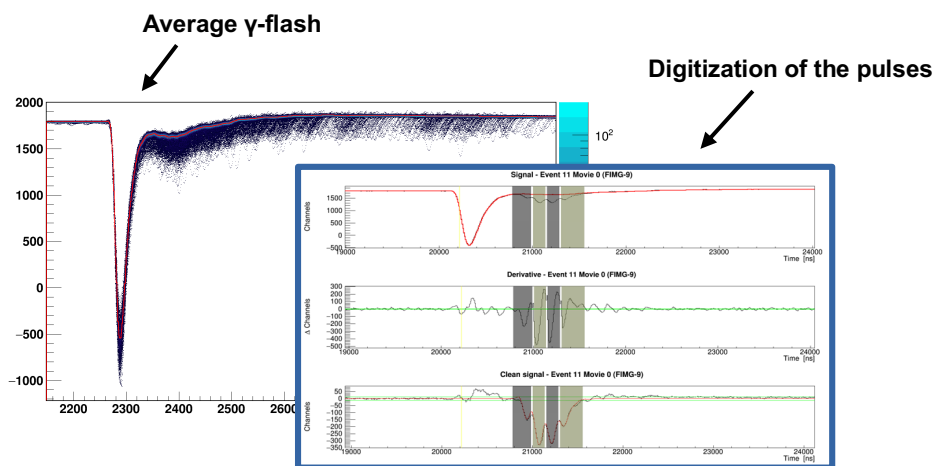 Average γ-flash
Digitization of the pulses
2000
1500
1000
500
0
−500
−1000
2200 2300 2400 2500 2600
10²
Signal - Event 11 Movie 0 (FIMG-9)
Channels
1500
1000
500
0
−500
19000 20000 21000 22000 23000 24000
Time [ns]
Derivative - Event 11 Movie 0 (FIMG-9)
Δ Channels
300
200
100
0
−100
−200
−300
−400
−500
19000 20000 21000 22000 23000 24000
Time [ns]
Clean signal - Event 11 Movie 0 (FIMG-9)
Channels
50
0
−50
−100
−150
−200
−250
−300
−350
19000 20000 21000 22000 23000 24000
Time [ns]